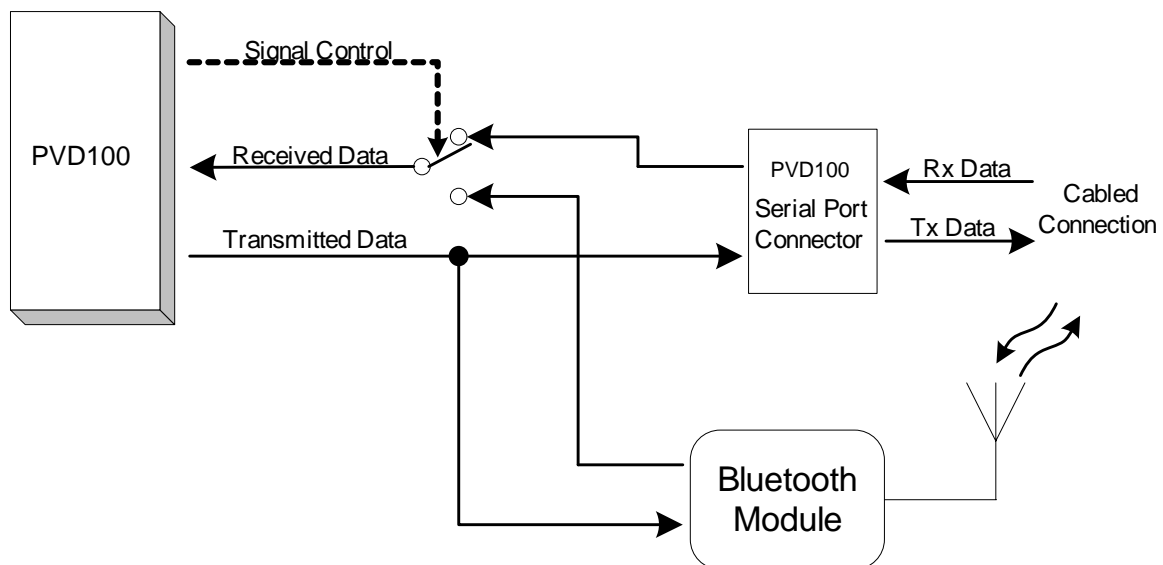 Signal Control
PVD100
Received Data
Transmitted Data
PVD100
Serial Port
Connector
Rx Data
Tx Data
Cabled
Connection
Bluetooth
Module